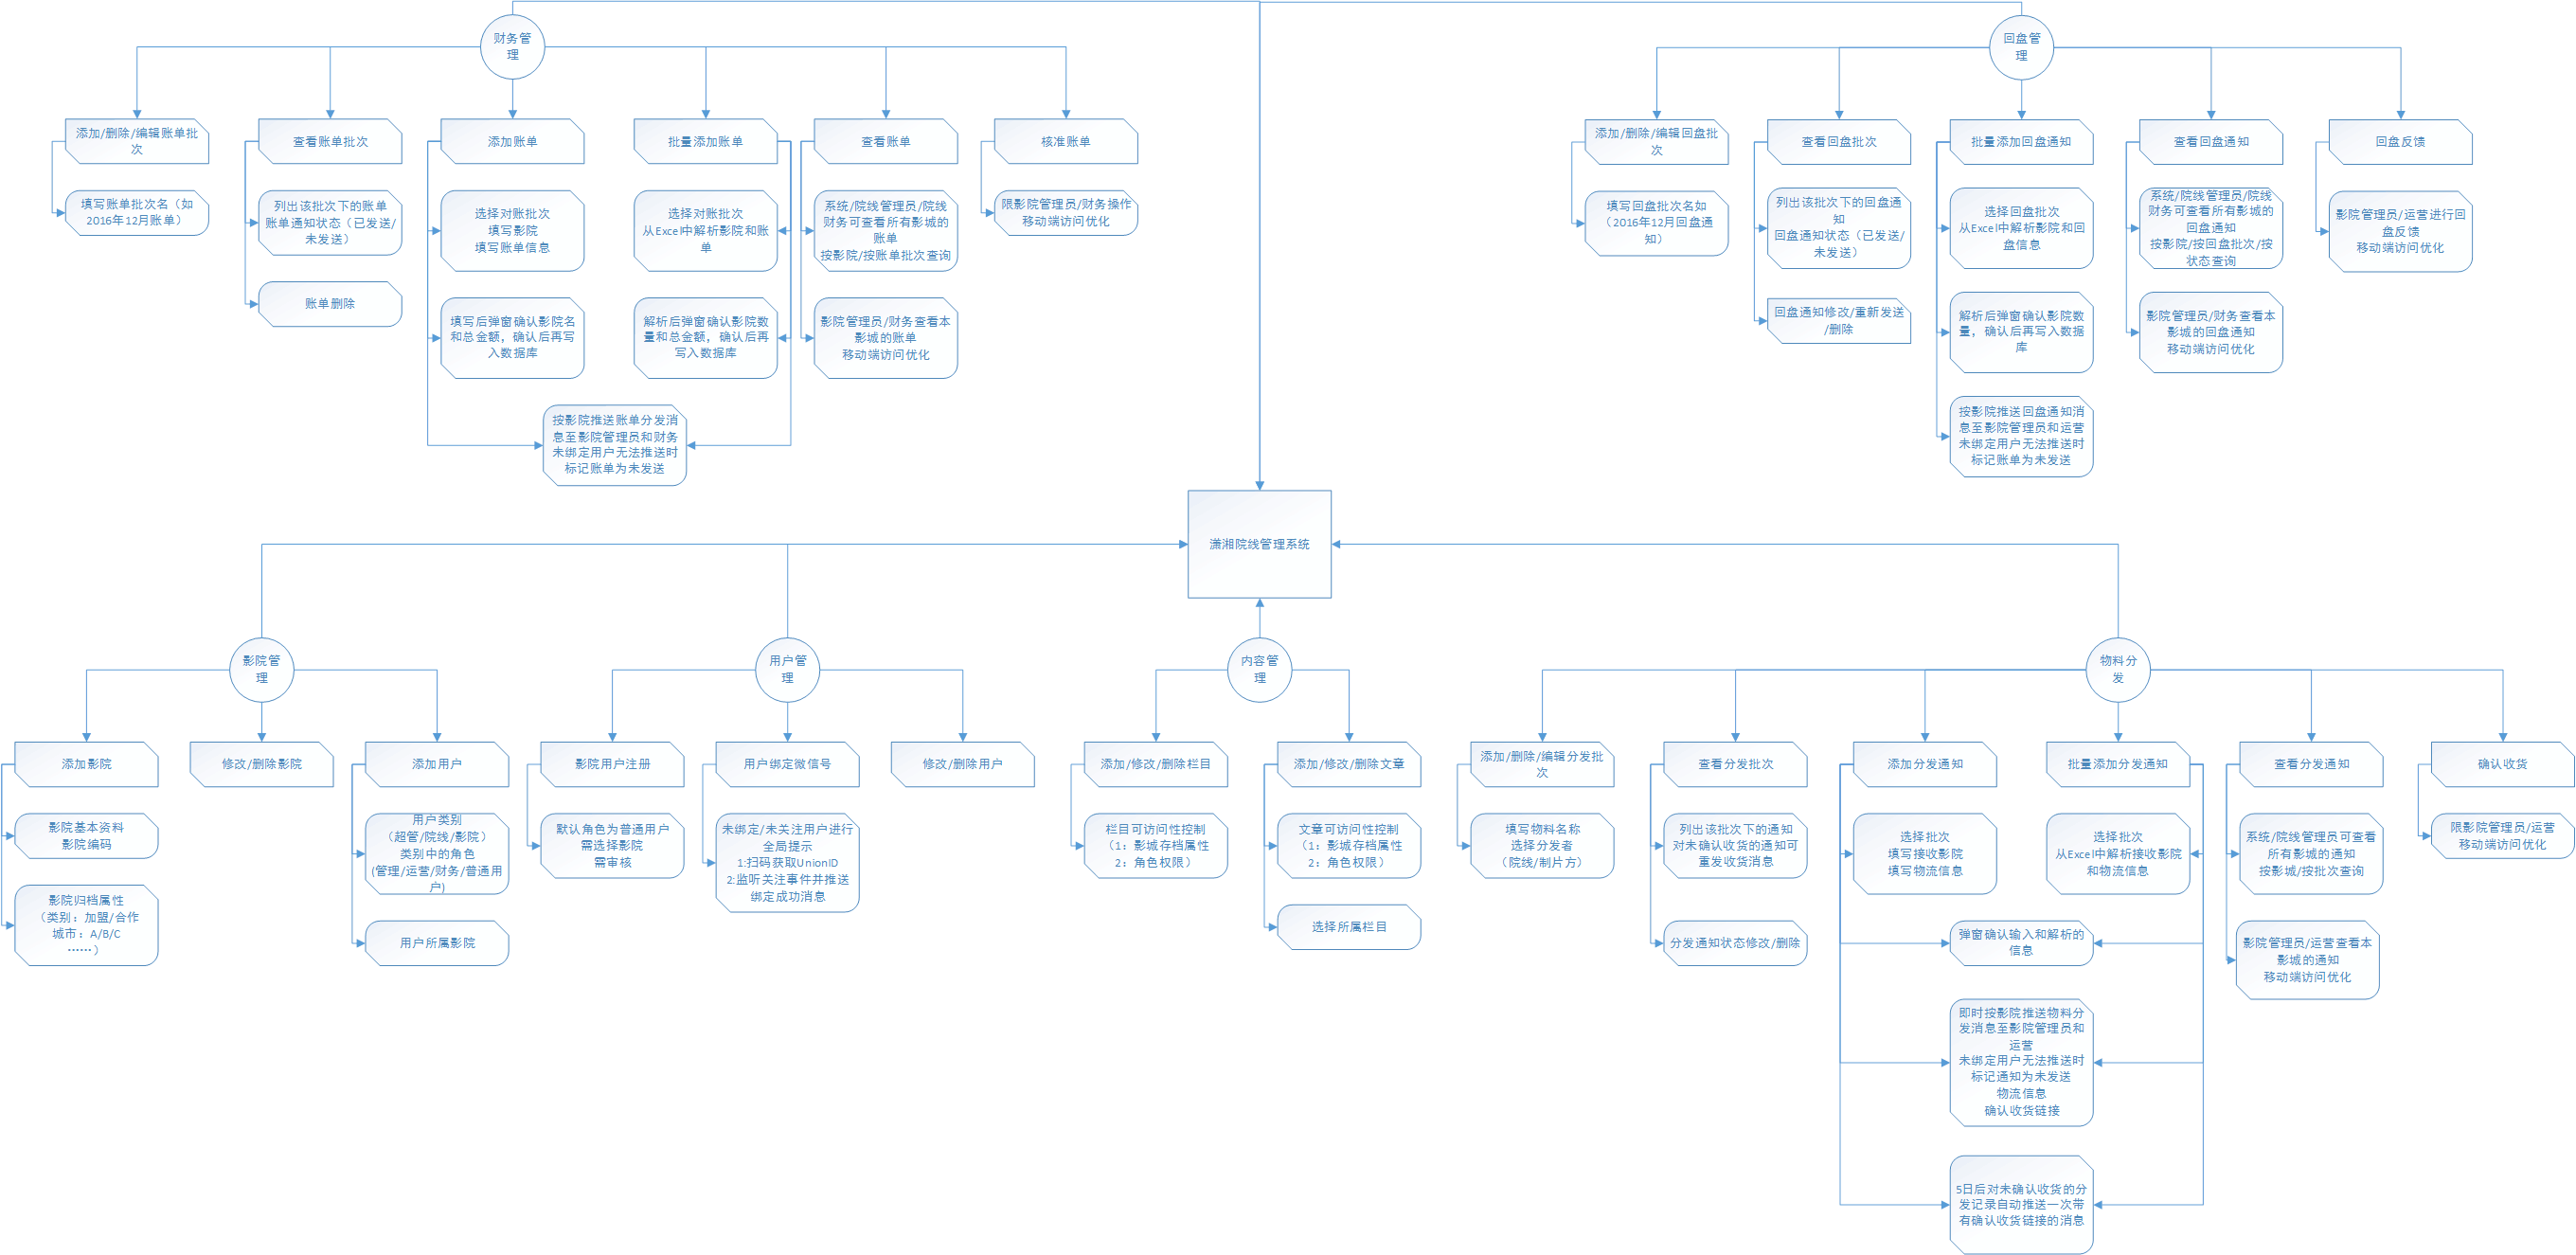 财务管
理
回盘管
理
添加/删除/编辑账单批
次
查看账单批次
添加账单
批量添加账单
查看账单
核准账单
填写账单批次名（如
2016年12月账单）
列出该批次下的账单
账单通知状态（已发送/
未发送）
账单删除
选择对账批次
填写影院
填写账单信息
填写后弹窗确认影院名
和总金额，确认后再写
入数据库
选择对账批次
从Excel中解析影院和账
单
解析后弹窗确认影院数
量和总金额，确认后再
写入数据库
按影院推送账单分发消
息至影院管理员和财务
未绑定用户无法推送时
标记账单为未发送
系统/院线管理员/院线
财务可查看所有影城的
账单
按影院/按账单批次查询
影院管理员/财务查看本
影城的账单
移动端访问优化
限影院管理员/财务操作
移动端访问优化
添加/删除/编辑回盘批
次
查看回盘批次
批量添加回盘通知
查看回盘通知
回盘反馈
填写回盘批次名如
（2016年12月回盘通
知）
列出该批次下的回盘通
知
回盘通知状态（已发送/
未发送）
回盘通知修改/重新发送
/删除
选择回盘批次
从Excel中解析影院和回
盘信息
解析后弹窗确认影院数
量，确认后再写入数据
库
按影院推送回盘通知消
息至影院管理员和运营
未绑定用户无法推送时
标记账单为未发送
系统/院线管理员/院线
财务可查看所有影城的
回盘通知
按影院/按回盘批次/按
状态查询
影院管理员/财务查看本
影城的回盘通知
移动端访问优化
影院管理员/运营进行回
盘反馈
移动端访问优化
潇湘院线管理系统
影院管
理
用户管
理
内容管
理
物料分
发
添加影院
修改/删除影院
添加用户
影院基本资料
影院编码
影院归档属性
（类别：加盟/合作
城市：A/B/C
……）
用户类别
（超管/院线/影院）
类别中的角色
(管理/运营/财务/普通用
户)
用户所属影院
影院用户注册
用户绑定微信号
修改/删除用户
默认角色为普通用户
需选择影院
需审核
未绑定/未关注用户进行
全局提示
1:扫码获取UnionID
2:监听关注事件并推送
绑定成功消息
添加/修改/删除栏目
添加/修改/删除文章
栏目可访问性控制
（1：影城存档属性
2：角色权限）
文章可访问性控制
（1：影城存档属性
2：角色权限）
选择所属栏目
添加/删除/编辑分发批
次
查看分发批次
添加分发通知
批量添加分发通知
查看分发通知
确认收货
填写物料名称
选择分发者
（院线/制片方）
列出该批次下的通知
对未确认收货的通知可
重发收货消息
分发通知状态修改/删除
选择批次
填写接收影院
填写物流信息
选择批次
从Excel中解析接收影院
和物流信息
弹窗确认输入和解析的
信息
即时按影院推送物料分
发消息至影院管理员和
运营
未绑定用户无法推送时
标记通知为未发送
物流信息
确认收货链接
5日后对未确认收货的分
发记录自动推送一次带
有确认收货链接的消息
系统/院线管理员可查看
所有影城的通知
按影城/按批次查询
影院管理员/运营查看本
影城的通知
移动端访问优化
限影院管理员/运营
移动端访问优化